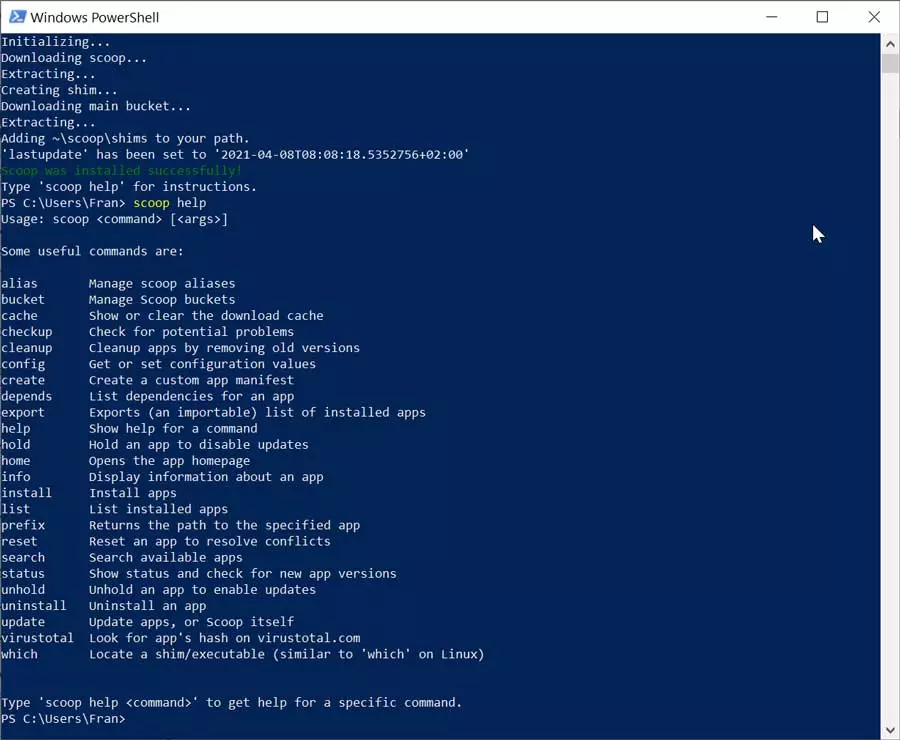 Windows PowerShell
Initializing...
Downloading scoop...
Extracting...
Creating shim...
Downloading main bucket...
Extracting...
Adding ~\scoop\shims to your path.
'lastupdate' has been set to '2021-04-08T08:08:18.5352756+02:00'
Scoop was installed successfully!
Type 'scoop help' for instructions.
PS C:\Users\Fran> scoop help
Usage: scoop <command> [<args>]

Some useful commands are:

alias       Manage scoop aliases
bucket      Manage Scoop buckets
cache       Show or clear the download cache
checkup     Check for potential problems
cleanup     Cleanup apps by removing old versions
config      Get or set configuration values
create      Create a custom app manifest
depends     List dependencies for an app
export      Exports (an importable) list of installed apps
help        Show help for a command
hold        Hold an app to disable updates
home        Opens the app homepage
info        Display information about an app
install     Install apps
list        List installed apps
prefix      Returns the path to the specified app
reset       Reset an app to resolve conflicts
search      Search available apps
status      Show status and check for new app versions
unhold      Unhold an app to enable updates
uninstall   Uninstall an app
update      Update apps, or Scoop itself
virustotal  Look for app's hash on virustotal.com
which       Locate a shim/executable (similar to 'which' on Linux)

Type 'scoop help <command>' to get help for a specific command.
PS C:\Users\Fran>